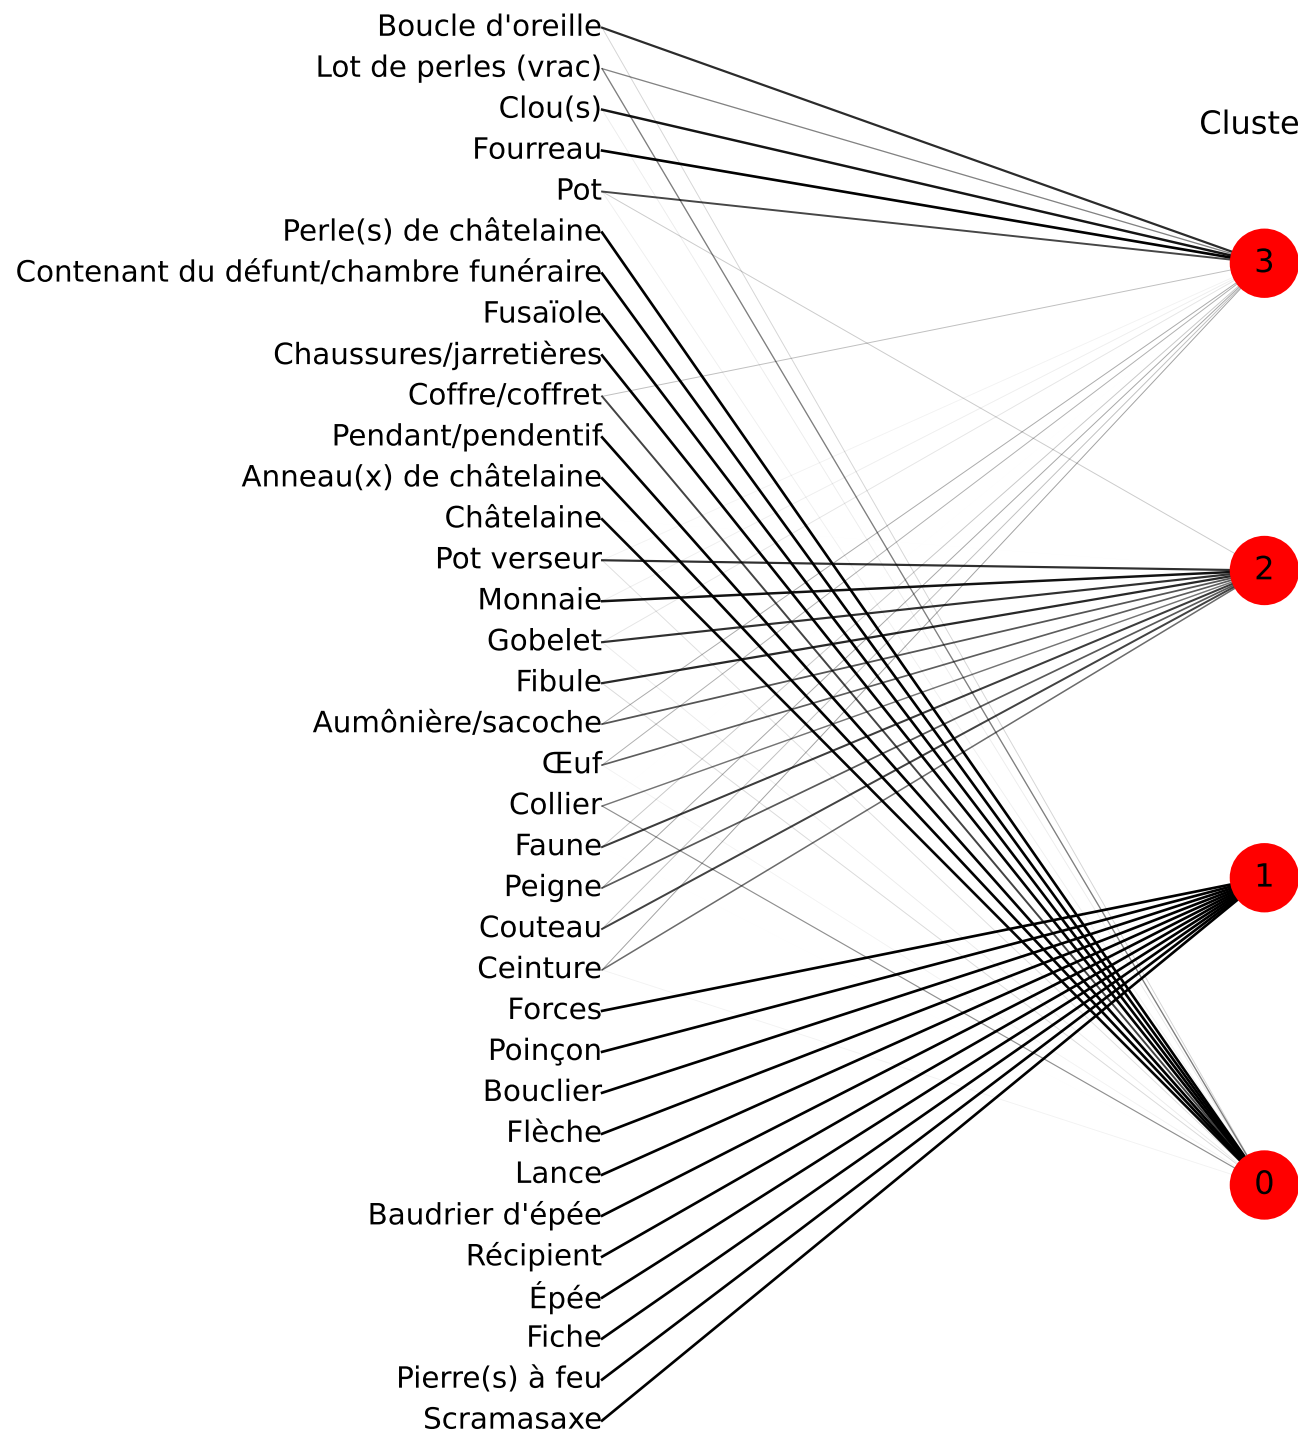 Boucle d'oreille
Lot de perles (vrac)
Clou(s)
Cluste
Fourreau
Pot
Perle(s) de châtelaine
3
Contenant du défunt/chambre funéraire
Fusaïole
Chaussures/jarretières
Coffre/coffret
Pendant/pendentif
Anneau(x) de châtelaine
Châtelaine
Pot verseur
2
Monnaie
Gobelet
Fibule
Aumônière/sacoche
Œuf
Collier
Faune
1
Peigne
Couteau
Ceinture
Forces
Poinçon
Bouclier
Flèche
Lance
0
Baudrier d'épée
Récipient
Épée
Fiche
Pierre(s) à feu
Scramasaxe